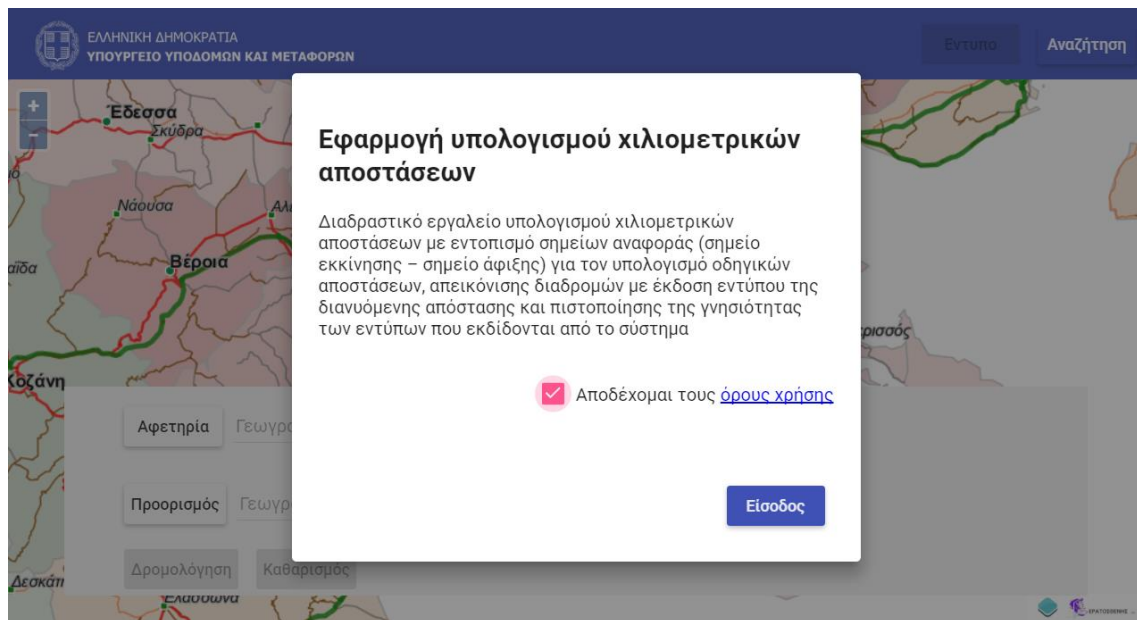 ΕΛΛΗΝΙΚΗ ΔΗΜΟΚΡΑΤΙΑ
ΥΠΟΥΡΓΕΙΟ ΥΠΟΔΟΜΩΝ ΚΑΙ ΜΕΤΑΦΟΡΩΝ
Έντυπο
Αναζήτηση
+
−
Έδεσσα
Σκύδρα
Νάουσα
Βέροια
Κοζάνη
Εφαρμογή υπολογισμού χιλιομετρικών
αποστάσεων
Διαδραστικό εργαλείο υπολογισμού χιλιομετρικών
αποστάσεων με εντοπισμό σημείων αναφοράς (σημείο
εκκίνησης – σημείο άφιξης) για τον υπολογισμό οδηγικών
αποστάσεων, απεικόνισης διαδρομών με έκδοση εντύπου της
διανυόμενης απόστασης και πιστοποίησης της γνησιότητας
των εντύπων που εκδίδονται από το σύστημα
Αποδέχομαι τους όρους χρήσης
Είσοδος
Αφετηρία
Προορισμός
Δρομολόγηση
Καθαρισμός